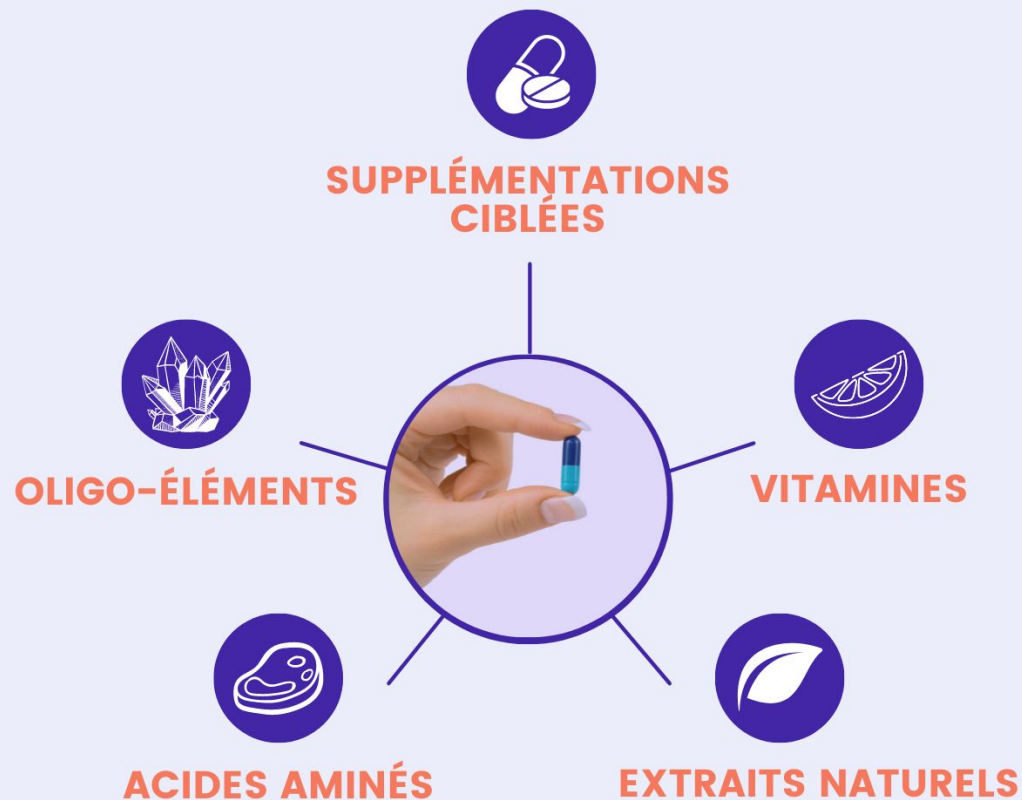 SUPPLÉMENTATIONS
CIBLÉES
OLIGO-ÉLÉMENTS
VITAMINES
ACIDES AMINÉS
EXTRAITS NATURELS